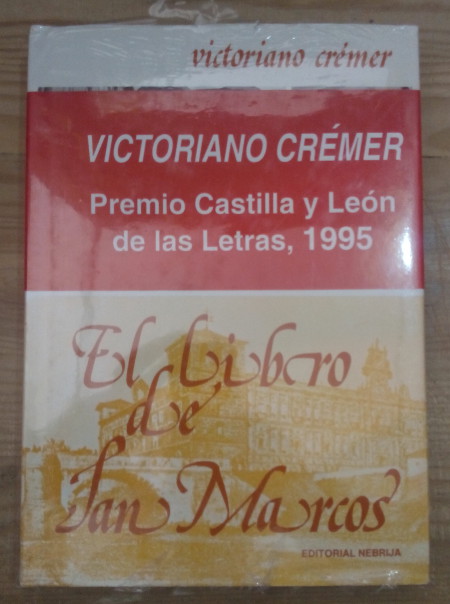 victoriano crémer
VICTORIANO CRÉMER
Premio Castilla y León
de las Letras, 1995
El Libro
de
San Marcos
EDITORIAL NEBRIJA